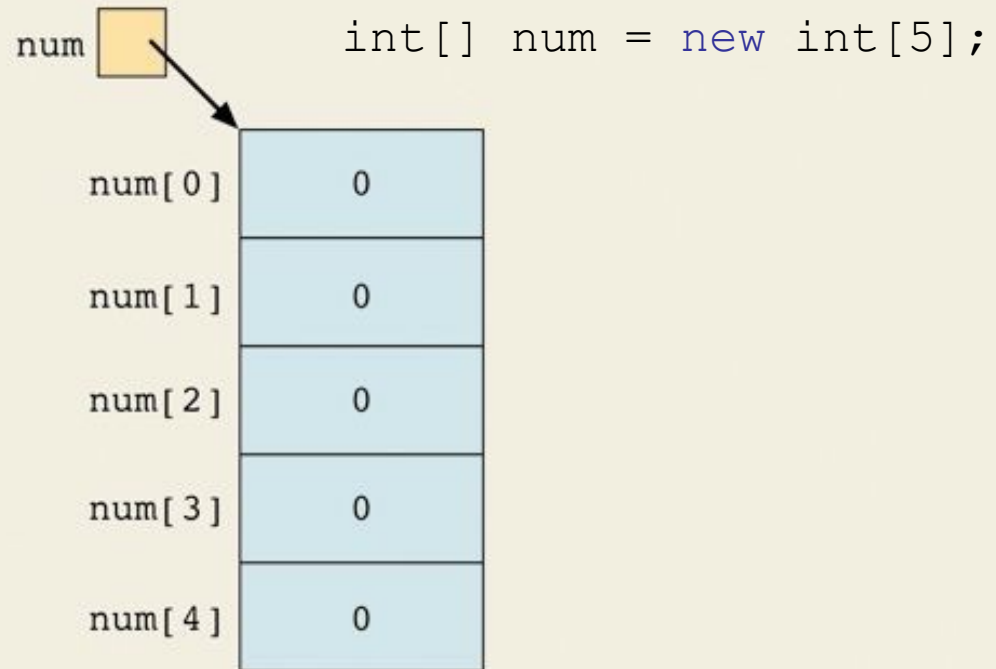 num int[] num = new int[5];
num[0] 0
num[1] 0
num[2] 0
num[3] 0
num[4] 0